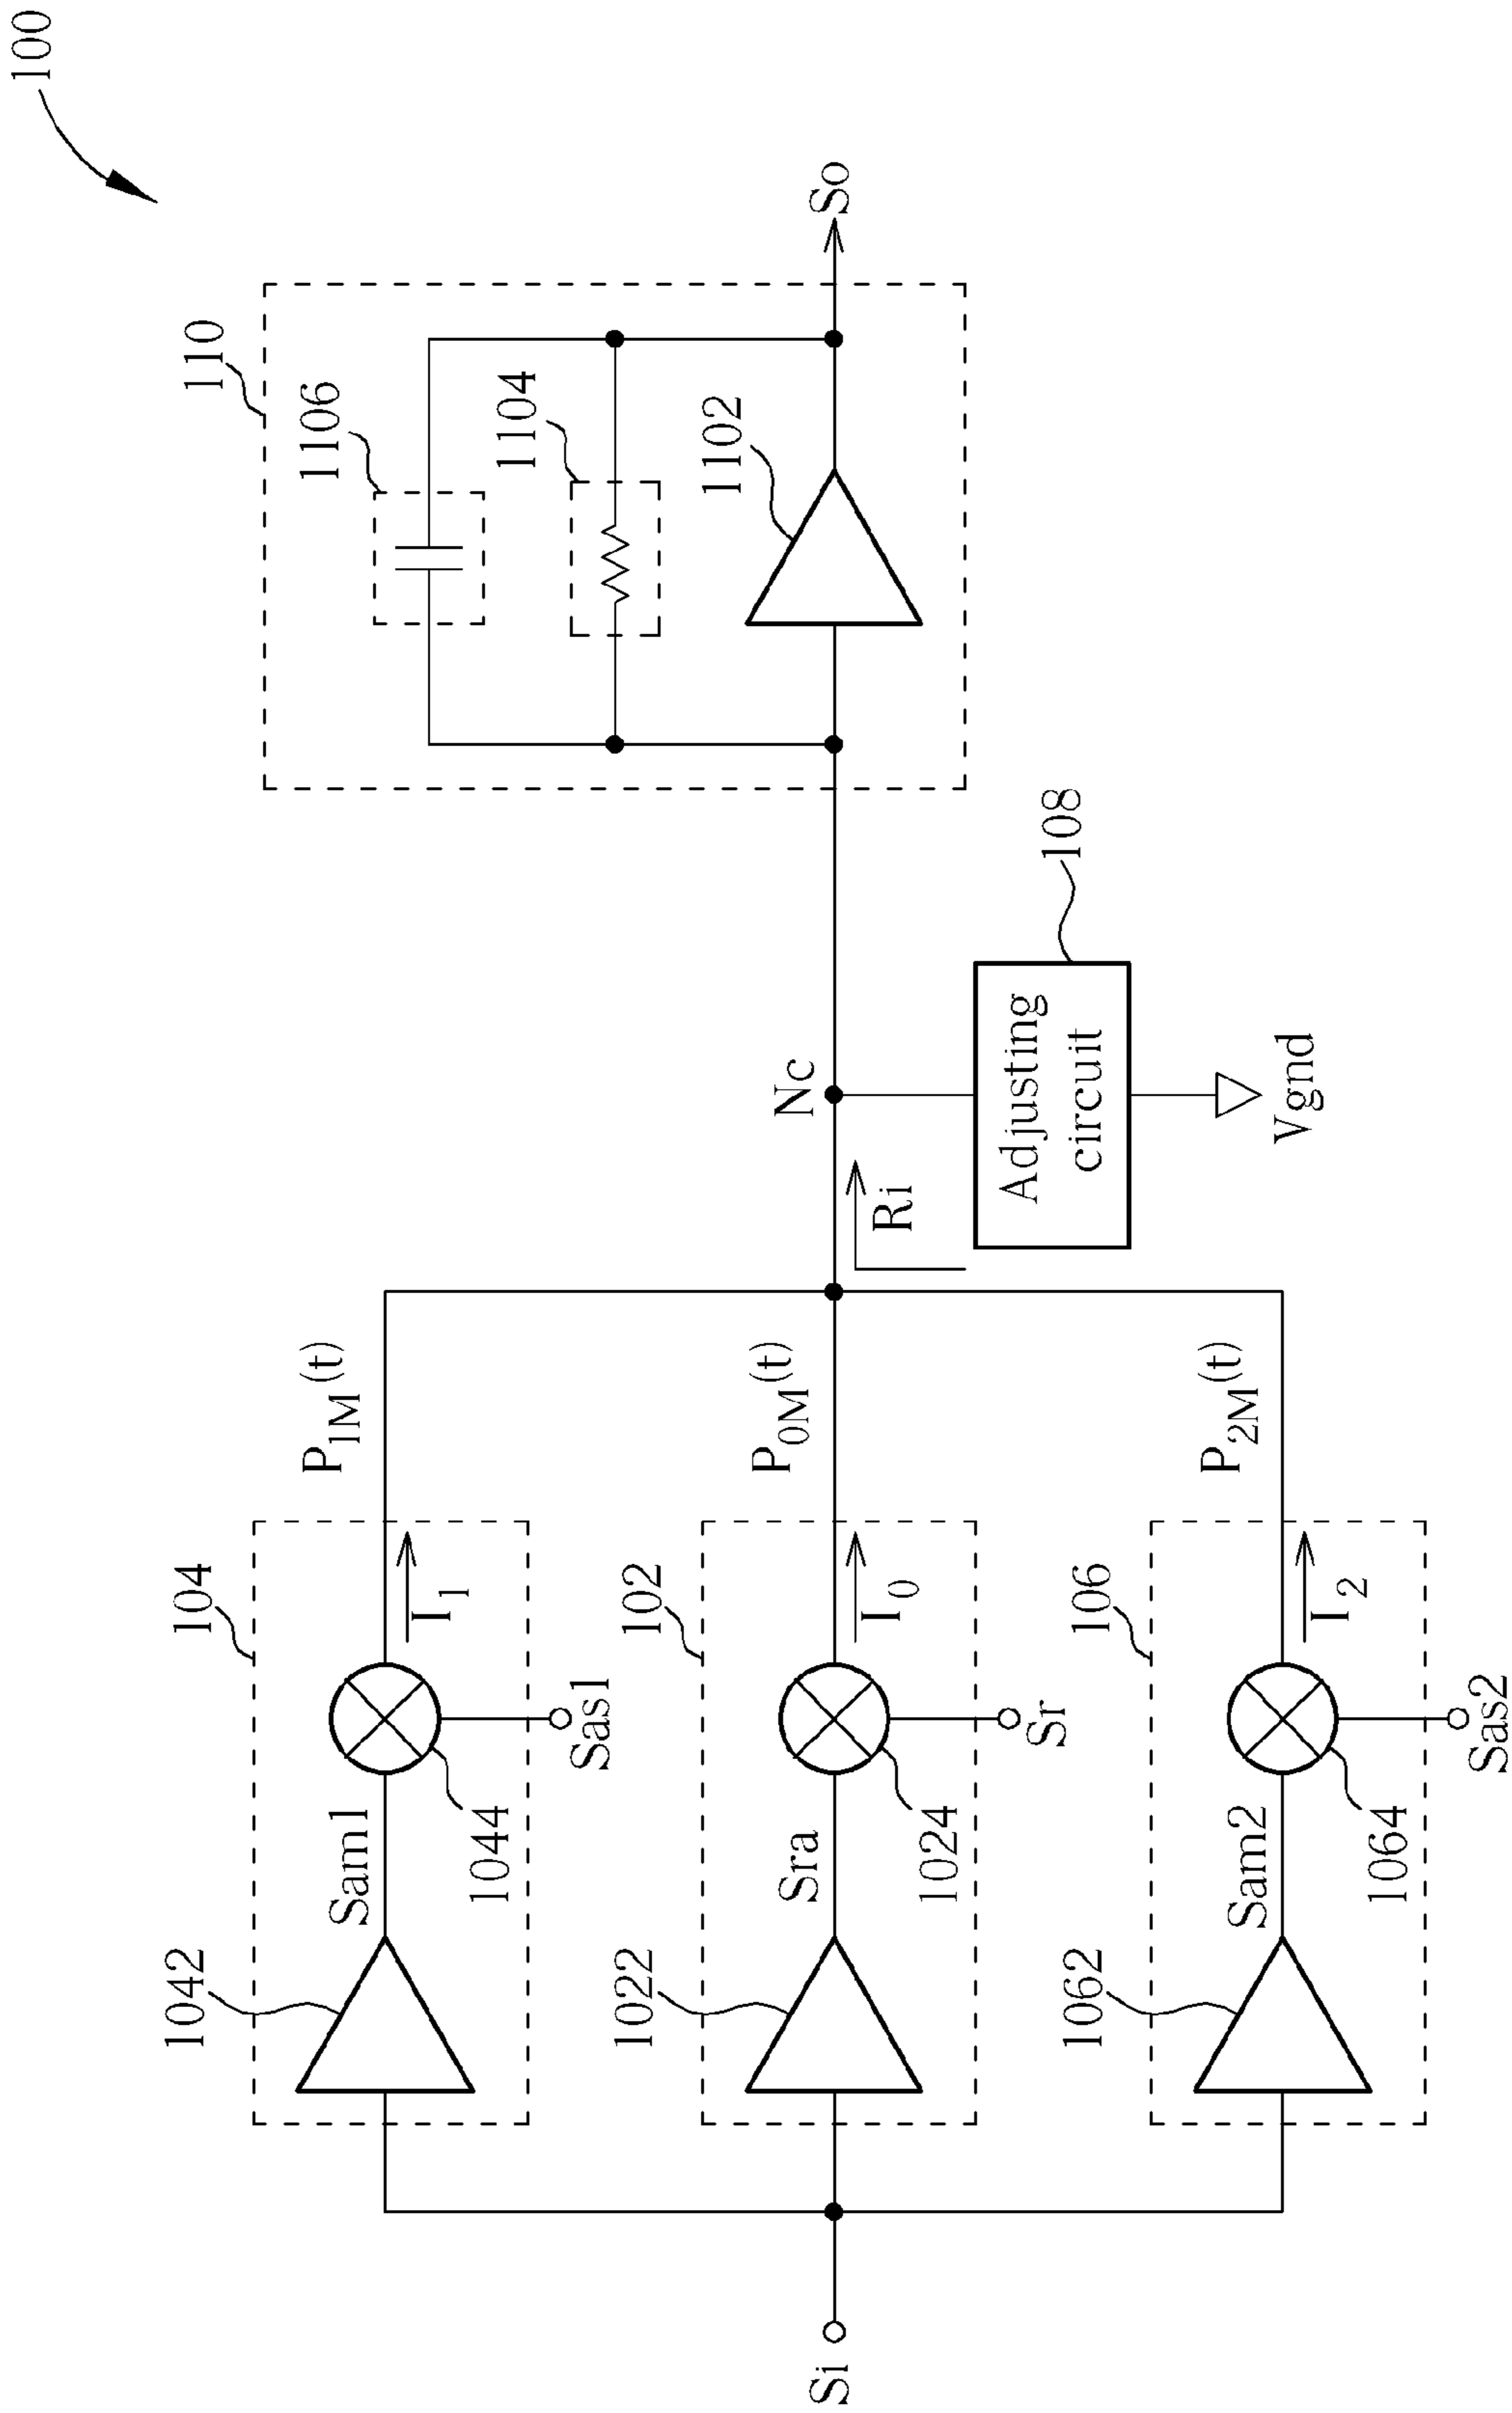 100
110
1106
1104
1102
So
Nc
108
Adjusting
circuit
Vgnd
Ri
P1M(t)
P0M(t)
P2M(t)
104
I1
Sas1
1044
Sam1
1042
102
I0
Sr
1024
Sra
1022
106
I2
Sas2
1064
Sam2
1062
Si